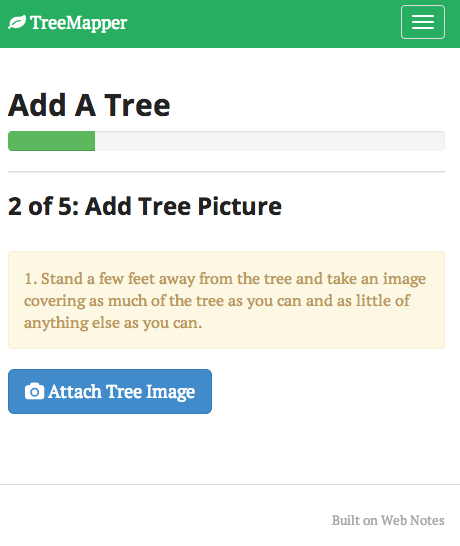 TreeMapper
Add A Tree
2 of 5: Add Tree Picture
1. Stand a few feet away from the tree and take an image
covering as much of the tree as you can and as little of
anything else as you can.
Attach Tree Image
Built on Web Notes